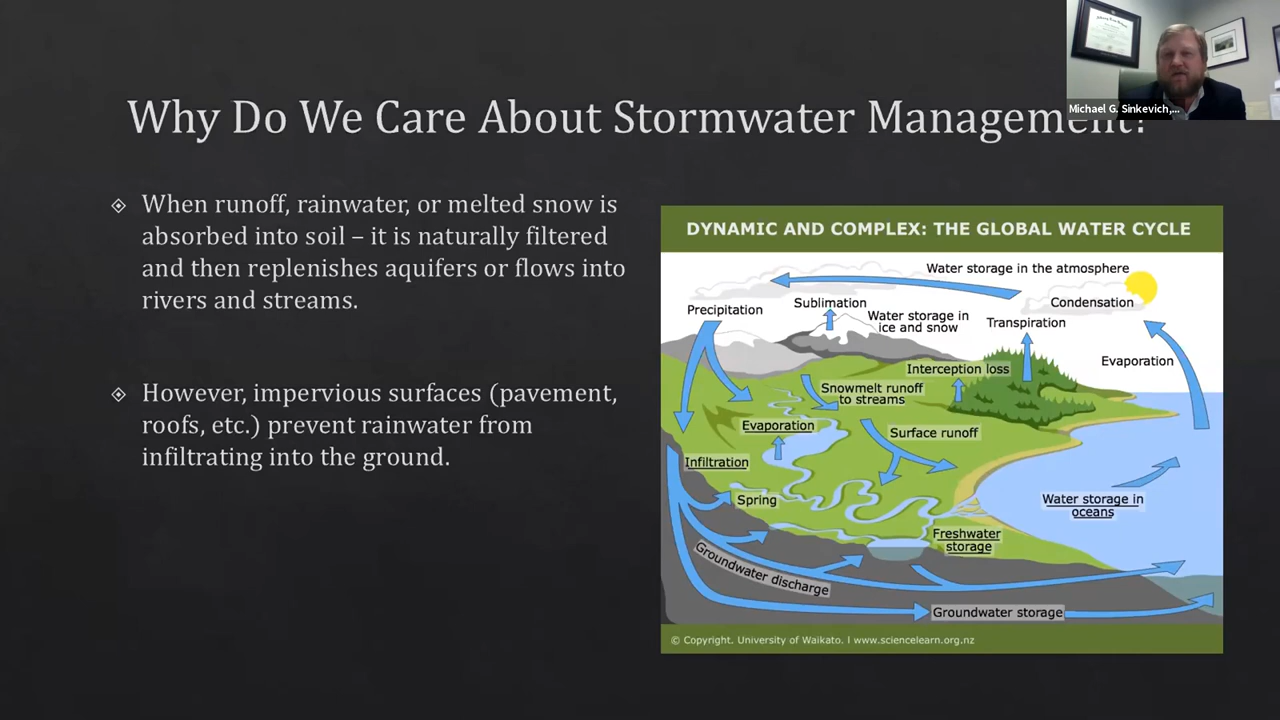 Why Do We Care About Stormwater Management?
Michael G. Sinkevich,...
When runoff, rainwater, or melted snow is
absorbed into soil – it is naturally filtered
and then replenishes aquifers or flows into
rivers and streams.
However, impervious surfaces (pavement,
roofs, etc.) prevent rainwater from
infiltrating into the ground.
DYNAMIC AND COMPLEX: THE GLOBAL WATER CYCLE
Water storage in the atmosphere
Condensation
Sublimation
Precipitation
Water storage in
ice and snow
Transpiration
Evaporation
Interception loss
Snowmelt runoff
to streams
Evaporation
Surface runoff
Infiltration
Spring
Water storage in
oceans
Freshwater
storage
Groundwater discharge
Groundwater storage
© Copyright. University of Waikato. l www.sciencelearn.org.nz